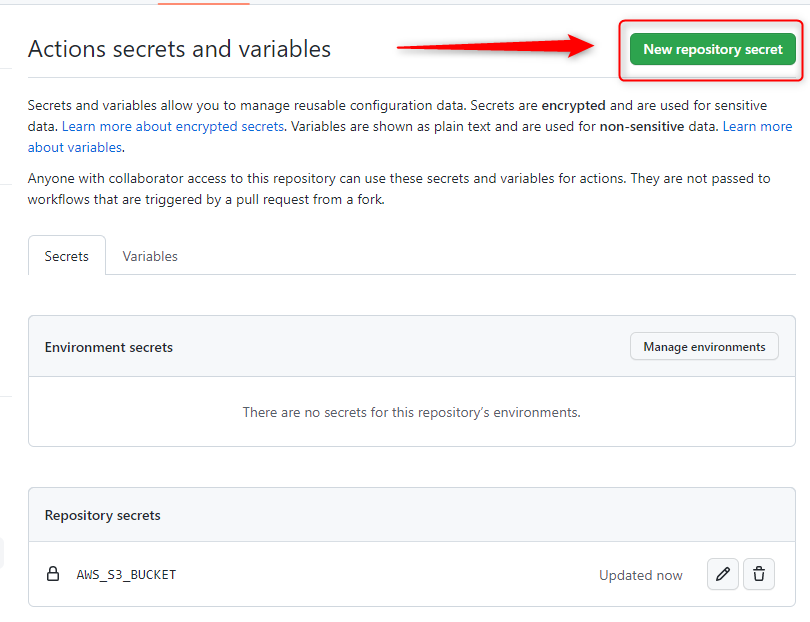 Actions secrets and variables
New repository secret
Secrets and variables allow you to manage reusable configuration data. Secrets are encrypted and are used for sensitive
data. Learn more about encrypted secrets. Variables are shown as plain text and are used for non-sensitive data. Learn more
about variables.
Anyone with collaborator access to this repository can use these secrets and variables for actions. They are not passed to
workflows that are triggered by a pull request from a fork.
Secrets
Variables
Environment secrets
Manage environments
There are no secrets for this repository’s environments.
Repository secrets
AWS_S3_BUCKET
Updated now